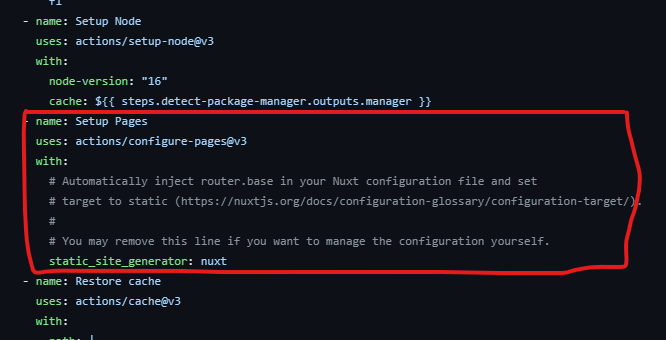 fi
- name: Setup Node
uses: actions/setup-node@v3
with:
node-version: "16"
cache: ${{ steps.detect-package-manager.outputs.manager }}
- name: Setup Pages
uses: actions/configure-pages@v3
with:
# Automatically inject router.base in your Nuxt configuration file and set
# target to static (https://nuxtjs.org/docs/configuration-glossary/configuration-target/).
#
# You may remove this line if you want to manage the configuration yourself.
static_site_generator: nuxt
- name: Restore cache
uses: actions/cache@v3
with:
path: |